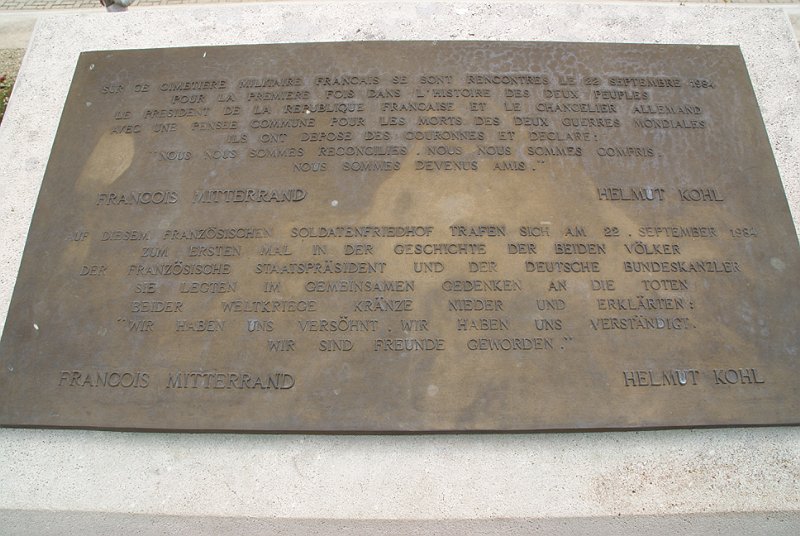 SUR CE CIMETIERE MILITAIRE FRANCAIS SE SONT RENCONTRES LE 22 SEPTEMBRE 1984
POUR LA PREMIERE FOIS DANS L'HISTOIRE DES DEUX PEUPLES
LE PRESIDENT DE LA REPUBLIQUE FRANCAISE ET LE CHANCELIER ALLEMAND
AVEC UNE PENSEE COMMUNE POUR LES MORTS DES DEUX GUERRES MONDIALES
ILS ONT DEPOSE DES COURONNES ET DECLARE:
"NOUS NOUS SOMMES RECONCILIES. NOUS NOUS SOMMES COMPRIS.
NOUS SOMMES DEVENUS AMIS."
FRANCOIS MITTERRAND HELMUT KOHL
AUF DIESEM FRANZÖSISCHEN SOLDATENFRIEDHOF TRAFEN SICH AM 22. SEPTEMBER 1984
ZUM ERSTEN MAL IN DER GESCHICHTE DER BEIDEN VÖLKER
DER FRANZÖSISCHE STAATSPRÄSIDENT UND DER DEUTSCHE BUNDESKANZLER
SIE LEGTEN IM GEMEINSAMEN GEDENKEN AN DIE TOTEN
BEIDER WELTKRIEGE KRÄNZE NIEDER UND ERKLÄRTEN:
"WIR HABEN UNS VERSÖHNT. WIR HABEN UNS VERSTÄNDIGT.
WIR SIND FREUNDE GEWORDEN."
FRANCOIS MITTERRAND HELMUT KOHL